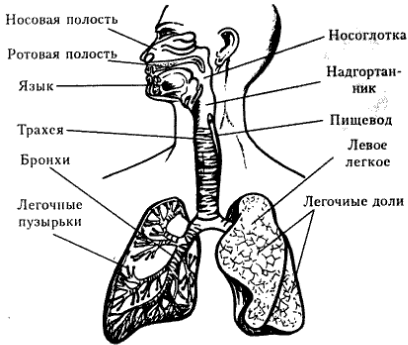 Носовая полость
Ротовая полость
Язык
Трахея
Бронхи
Легочные
пузырьки
Носоглотка
Надгортан-
ник
Пищевод
Левое
легкое
Легочные доли